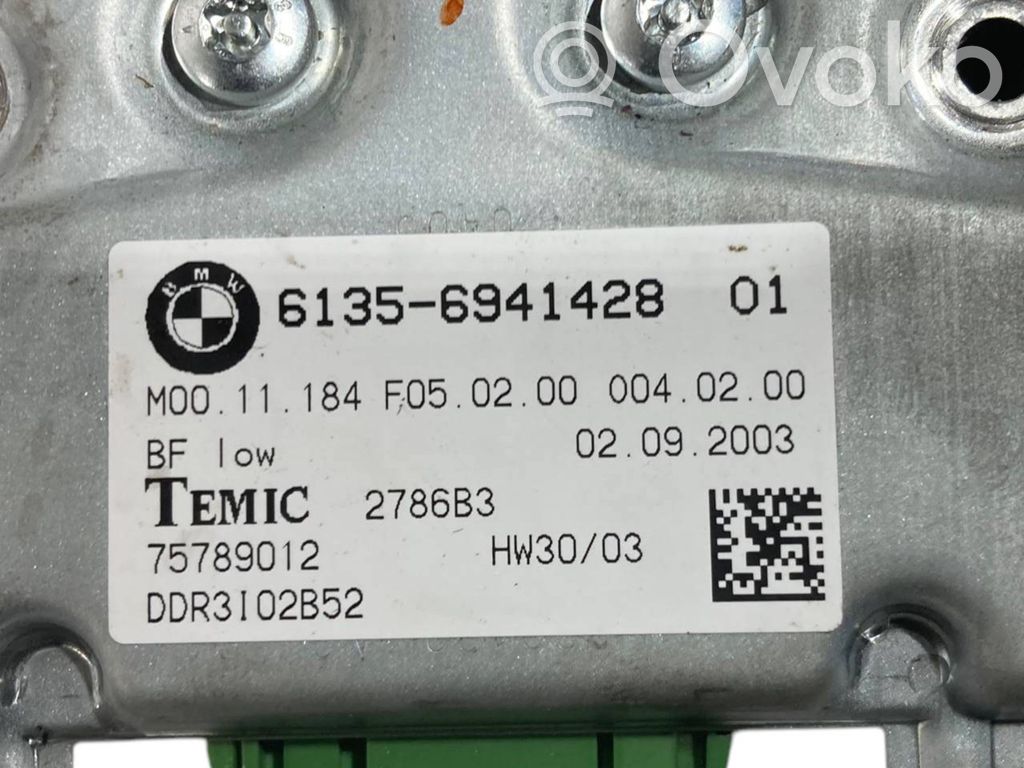 Ovoko
BMW
6135-6941428 01
M00.11.184 F05.02.00 004.02.00
BF low 02.09.2003
TEMIC 2786B3
75789012 HW30/03
DDR3I02B52